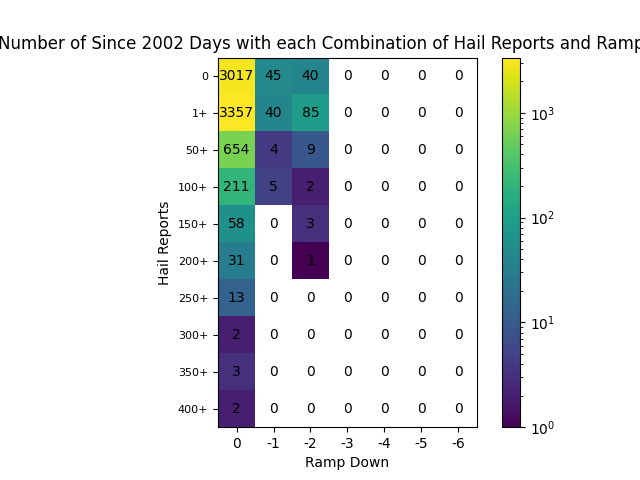 Number of Since 2002 Days with each Combination of Hail Reports and Ramp
0 3017 45 40 0 0 0 0
1+ 3357 40 85 0 0 0 0
50+ 654 4 9 0 0 0 0
100+ 211 5 2 0 0 0 0
150+ 58 0 3 0 0 0 0
200+ 31 0 1 0 0 0 0
250+ 13 0 0 0 0 0 0
300+ 2 0 0 0 0 0 0
350+ 3 0 0 0 0 0 0
400+ 2 0 0 0 0 0 0
0 -1 -2 -3 -4 -5 -6
Ramp Down
Hail Reports
10³
10²
10¹
10⁰